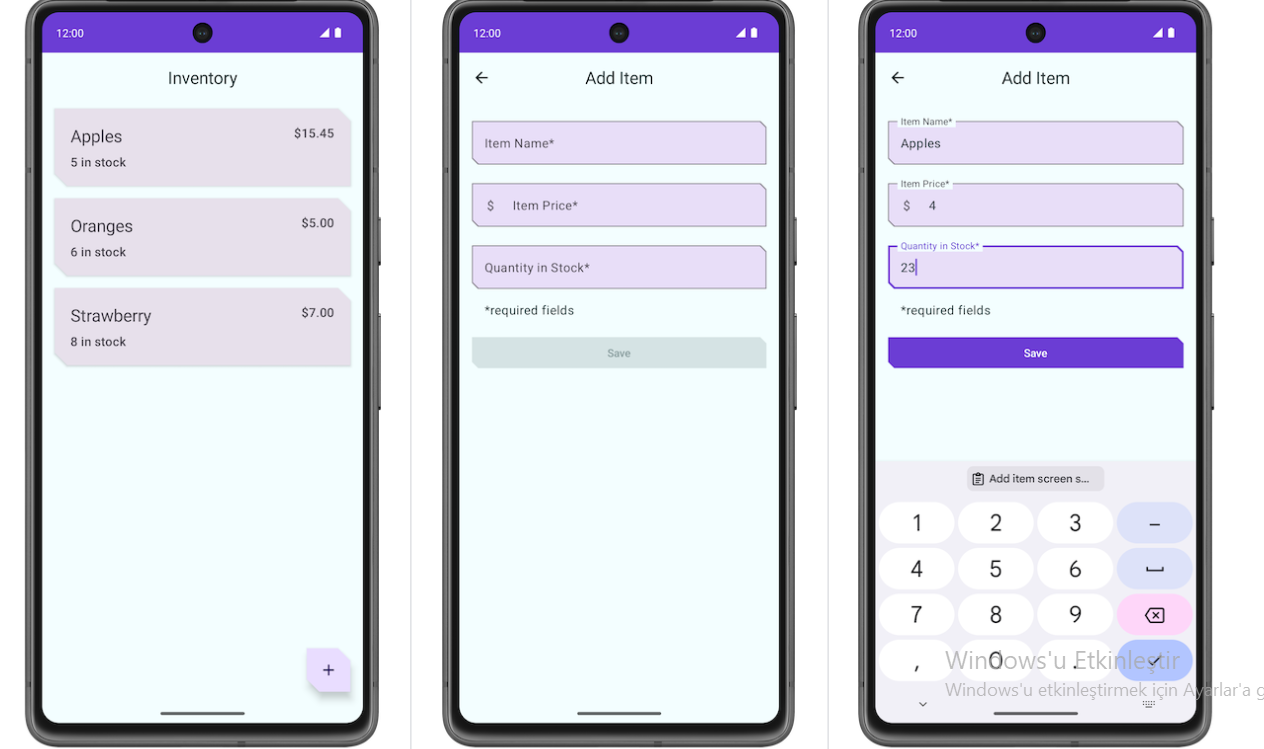 12:00
Inventory
Apples
$15.45
5 in stock
Oranges
$5.00
6 in stock
Strawberry
$7.00
8 in stock
+
12:00
Add Item
Item Name*
$ Item Price*
Quantity in Stock*
*required fields
Save
12:00
Add Item
Item Name*
Apples
Item Price*
$ 4
Quantity in Stock*
23
*required fields
Save
Add item screen s...
1 2 3 –
4 5 6
7 8 9
, 0 .
Windows'u Etkinleştir
Windows'u etkinleştirmek için Ayarlar'a g